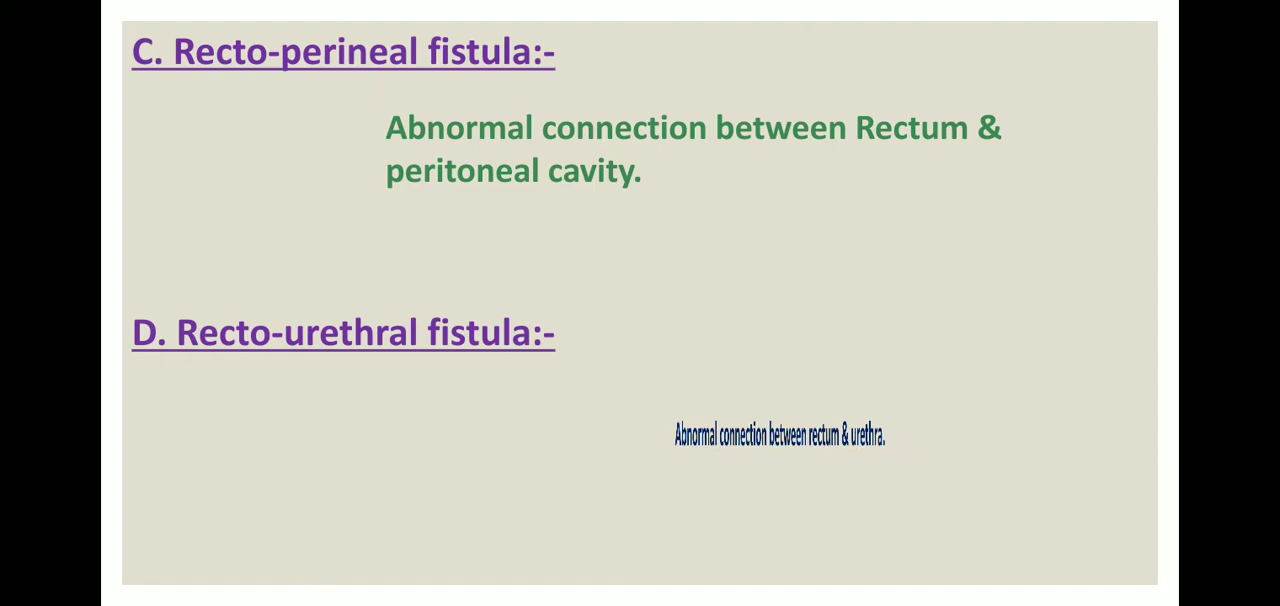 C. Recto-perineal fistula:-
Abnormal connection between Rectum &
peritoneal cavity.
D. Recto-urethral fistula:-
Abnormal connection between rectum & urethra.